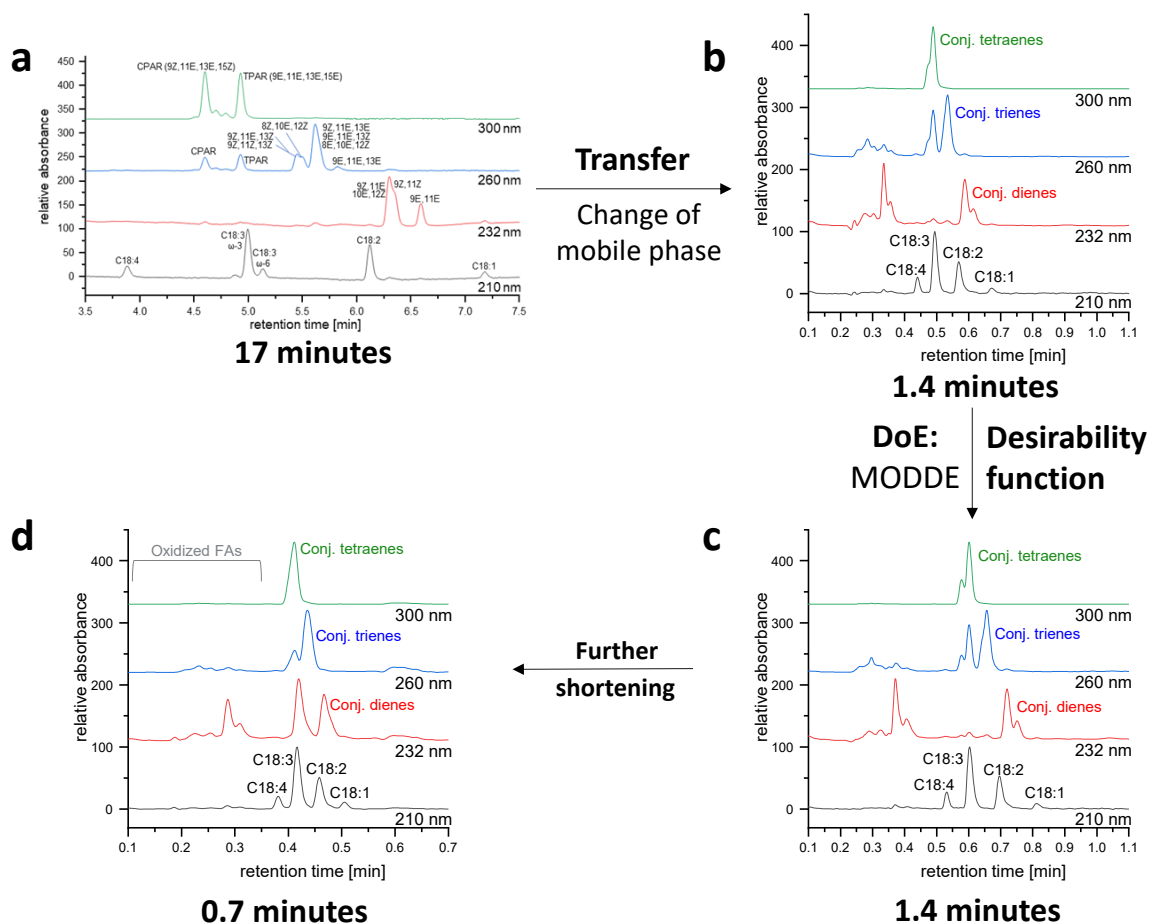 a
450
400
350
300
250
200
150
100
50
0
relative absorbance
CPAR (9Z,11E,13E,15Z)
TPAR (9E,11E,13E,15E)
300 nm
8Z,10E,12Z
9Z,11E,13Z
9Z,11Z,13Z
9Z,11E,13E
9E,11E,13Z
8E,10E,12Z
CPAR
TPAR
9E,11E,13E
260 nm
9Z,11E
10E,12Z
9Z,11Z
9E,11E
232 nm
C18:4
C18:3
ω-3
C18:3
ω-6
C18:2
C18:1
210 nm
3.5 4.0 4.5 5.0 5.5 6.0 6.5 7.0 7.5
retention time [min]
17 minutes
Transfer
Change of
mobile phase
b
400
300
200
100
0
relative absorbance
Conj. tetraenes
300 nm
Conj. trienes
260 nm
Conj. dienes
232 nm
C18:3
C18:2
C18:4
C18:1
210 nm
0.1 0.2 0.3 0.4 0.5 0.6 0.7 0.8 0.9 1.0 1.1
retention time [min]
1.4 minutes
DoE:
MODDE
Desirability
function
c
400
300
200
100
0
relative absorbance
Conj. tetraenes
300 nm
Conj. trienes
260 nm
Conj. dienes
232 nm
C18:3
C18:2
C18:4
C18:1
210 nm
0.1 0.2 0.3 0.4 0.5 0.6 0.7 0.8 0.9 1.0 1.1
retention time [min]
1.4 minutes
Further
shortening
d
400
300
200
100
0
relative absorbance
Oxidized FAs
Conj. tetraenes
300 nm
Conj. trienes
260 nm
Conj. dienes
232 nm
C18:3
C18:2
C18:4
C18:1
210 nm
0.1 0.2 0.3 0.4 0.5 0.6 0.7
retention time [min]
0.7 minutes